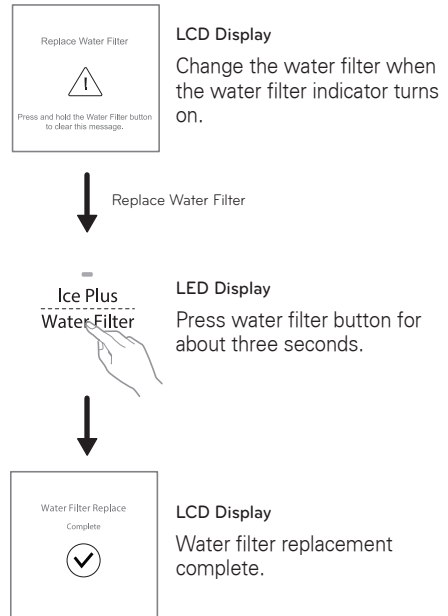 Replace Water Filter
Press and hold the Water Filter button
to clear this message.
LCD Display
Change the water filter when
the water filter indicator turns
on.
Replace Water Filter
Ice Plus
Water Filter
LED Display
Press water filter button for
about three seconds.
Water Filter Replace
Complete
LCD Display
Water filter replacement
complete.